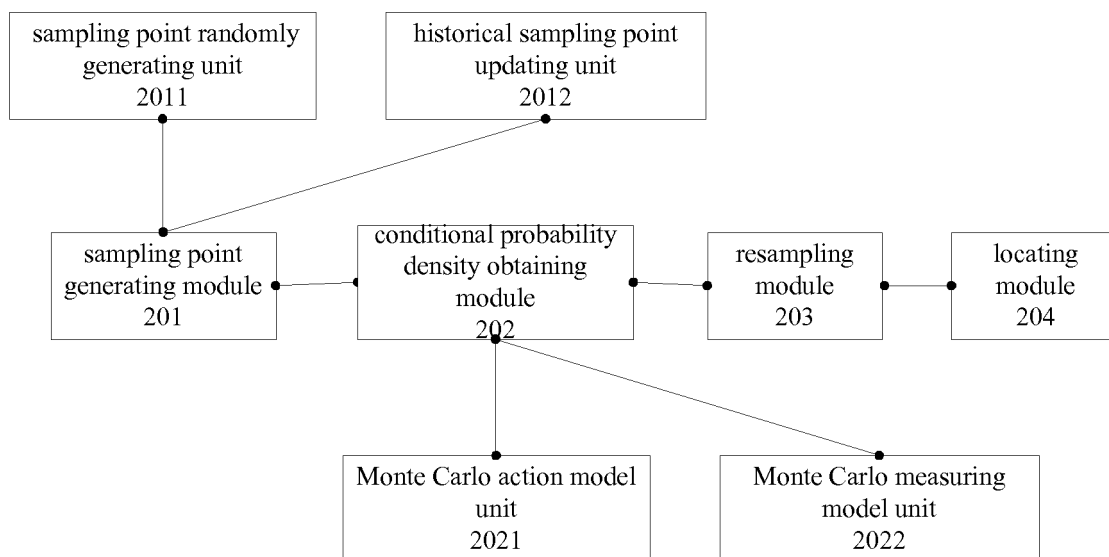 sampling point randomly
generating unit
2011
historical sampling point
updating unit
2012
sampling point
generating module
201
conditional probability
density obtaining
module
202
resampling
module
203
locating
module
204
Monte Carlo action model
unit
2021
Monte Carlo measuring
model unit
2022